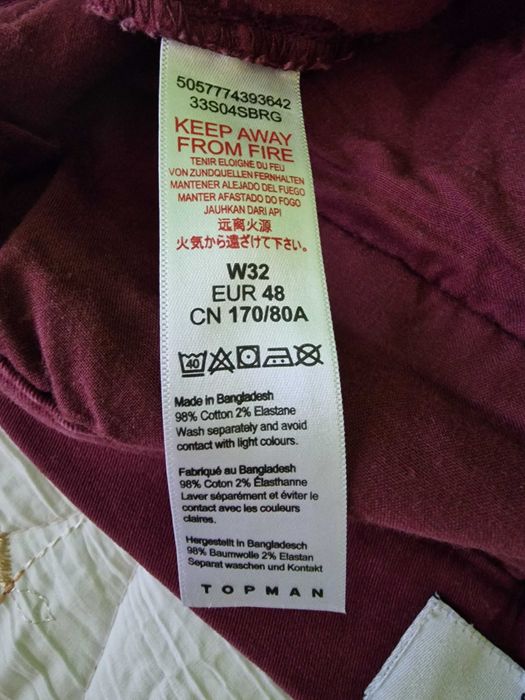 5057774393642
33S04SBRG
KEEP AWAY
FROM FIRE
TENIR ELOIGNE DU FEU
VON ZUNDQUELLEN FERNHALTEN
MANTENER ALEJADO DEL FUEGO
MANTER AFASTADO DO FOGO
JAUHKAN DARI API
远离火源
火気から遠ざけて下さい。
W32
EUR 48
CN 170/80A
40
Made in Bangladesh
98% Cotton 2% Elastane
Wash separately and avoid
contact with light colours.
Fabriqué au Bangladesh
98% Coton 2% Élasthanne
Laver séparément et éviter le
contact avec les couleurs
claires.
Hergestellt in Bangladesch
98% Baumwolle 2% Elastan
Separat waschen und Kontakt
TOPMAN